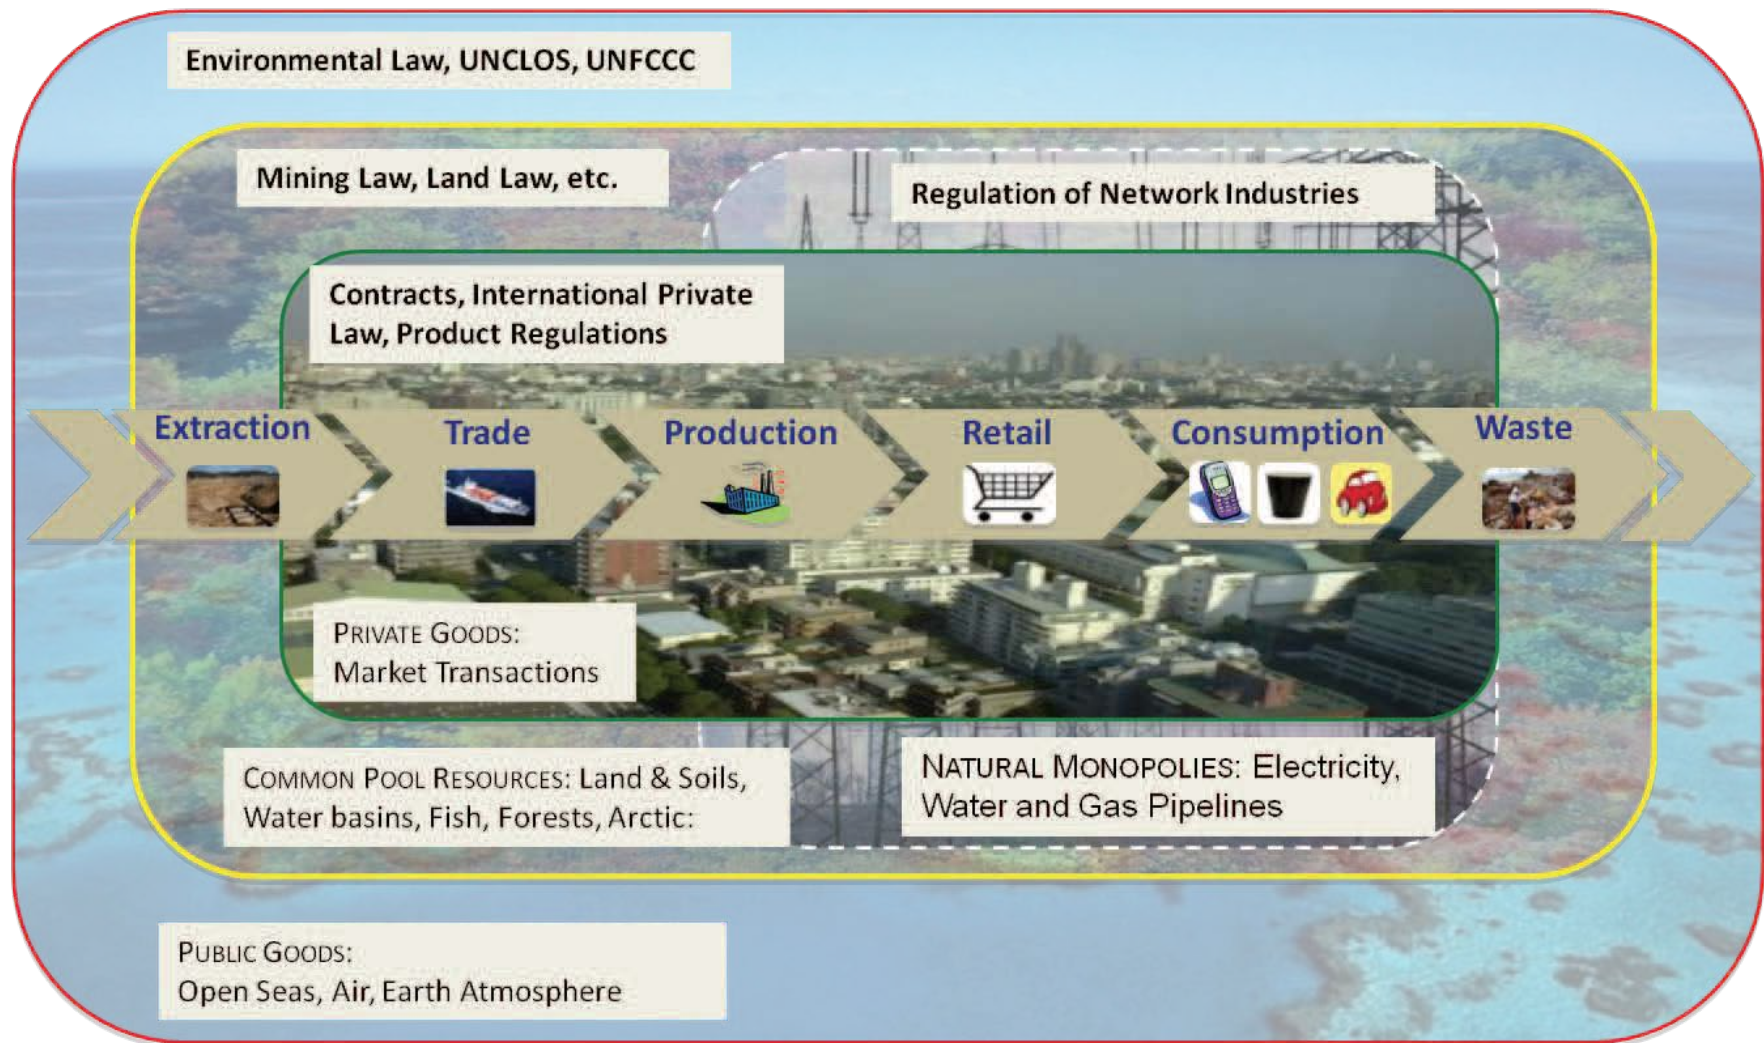 Environmental Law, UNCLOS, UNFCCC
Mining Law, Land Law, etc.
Regulation of Network Industries
Contracts, International Private
Law, Product Regulations
Extraction
Trade
Production
Retail
Consumption
Waste
PRIVATE GOODS:
Market Transactions
COMMON POOL RESOURCES: Land & Soils,
Water basins, Fish, Forests, Arctic:
NATURAL MONOPOLIES: Electricity,
Water and Gas Pipelines
PUBLIC GOODS:
Open Seas, Air, Earth Atmosphere